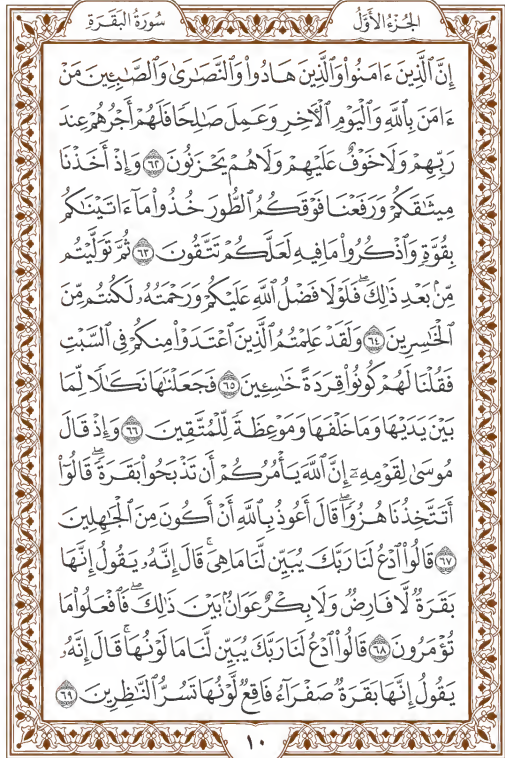 الجُزْءُ الأَوَّلُ
سُورَةُ البَقَرَةِ
إِنَّ ٱلَّذِينَ ءَامَنُواْ وَٱلَّذِينَ هَادُواْ وَٱلنَّصَٰرَىٰ وَٱلصَّٰبِـِٔينَ مَنْ
ءَامَنَ بِٱللَّهِ وَٱلْيَوْمِ ٱلْأٓخِرِ وَعَمِلَ صَٰلِحًا فَلَهُمْ أَجْرُهُمْ عِندَ
رَبِّهِمْ وَلَا خَوْفٌ عَلَيْهِمْ وَلَا هُمْ يَحْزَنُونَ ٦٢ وَإِذْ أَخَذْنَا
مِيثَٰقَكُمْ وَرَفَعْنَا فَوْقَكُمُ ٱلطُّورَ خُذُواْ مَآ ءَاتَيْنَٰكُم
بِقُوَّةٍ وَٱذْكُرُواْ مَا فِيهِ لَعَلَّكُمْ تَتَّقُونَ ٦٣ ثُمَّ تَوَلَّيْتُم
مِّنۢ بَعْدِ ذَٰلِكَ ۖ فَلَوْلَا فَضْلُ ٱللَّهِ عَلَيْكُمْ وَرَحْمَتُهُۥ لَكُنتُم مِّنَ
ٱلْخَٰسِرِينَ ٦٤ وَلَقَدْ عَلِمْتُمُ ٱلَّذِينَ ٱعْتَدَوْاْ مِنكُمْ فِى ٱلسَّبْتِ
فَقُلْنَا لَهُمْ كُونُواْ قِرَدَةً خَٰسِـِٔينَ ٦٥ فَجَعَلْنَٰهَا نَكَٰلًا لِّمَا
بَيْنَ يَدَيْهَا وَمَا خَلْفَهَا وَمَوْعِظَةً لِّلْمُتَّقِينَ ٦٦ وَإِذْ قَالَ
مُوسَىٰ لِقَوْمِهِۦٓ إِنَّ ٱللَّهَ يَأْمُرُكُمْ أَن تَذْبَحُواْ بَقَرَةً ۖ قَالُوٓاْ
أَتَتَّخِذُنَا هُزُوًا ۖ قَالَ أَعُوذُ بِٱللَّهِ أَنْ أَكُونَ مِنَ ٱلْجَٰهِلِينَ
٦٧ قَالُواْ ٱدْعُ لَنَا رَبَّكَ يُبَيِّن لَّنَا مَا هِىَ ۚ قَالَ إِنَّهُۥ يَقُولُ إِنَّهَا
بَقَرَةٌ لَّا فَارِضٌ وَلَا بِكْرٌ عَوَانٌۢ بَيْنَ ذَٰلِكَ ۖ فَٱفْعَلُواْ مَا
تُؤْمَرُونَ ٦٨ قَالُواْ ٱدْعُ لَنَا رَبَّكَ يُبَيِّن لَّنَا مَا لَوْنُهَا ۚ قَالَ إِنَّهُۥ
يَقُولُ إِنَّهَا بَقَرَةٌ صَفْرَآءُ فَاقِعٌ لَّوْنُهَا تَسُرُّ ٱلنَّٰظِرِينَ ٦٩
١٠